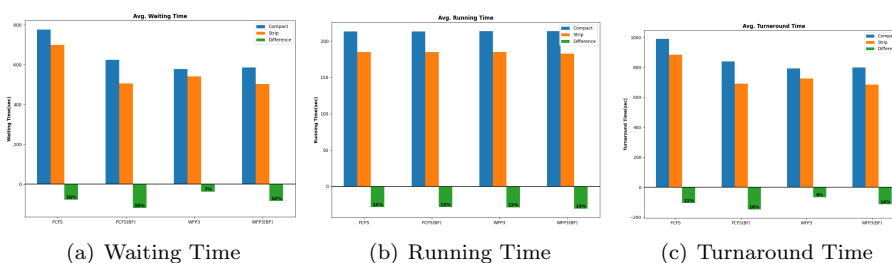 Avg. Waiting Time
Waiting Time(sec)
800
600
400
200
0
Compact
Strip
Difference
10%
19%
7%
14%
FCFS
FCFS(BF)
WFP3
WFP3(BF)
(a) Waiting Time
Avg. Running Time
Running Time(sec)
200
150
100
50
0
Compact
Strip
Difference
13%
13%
13%
14%
FCFS
FCFS(BF)
WFP3
WFP3(BF)
(b) Running Time
Avg. Turnaround Time
Turnaround Time(sec)
1000
800
600
400
200
0
−200
Compact
Strip
Difference
11%
18%
8%
14%
FCFS
FCFS(BF)
WFP3
WFP3(BF)
(c) Turnaround Time